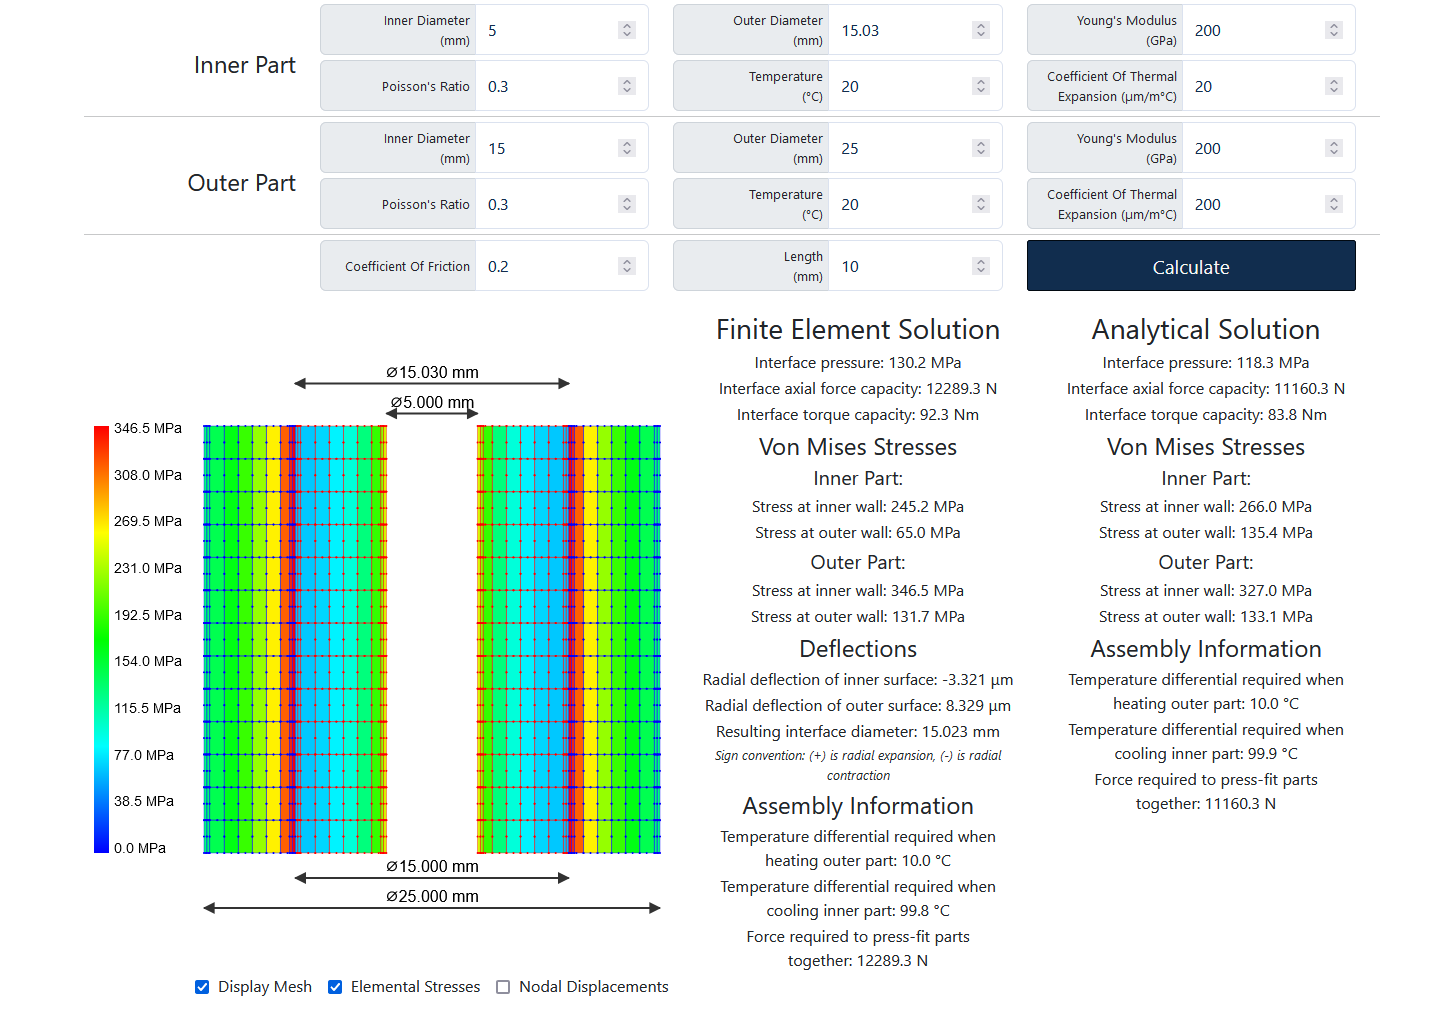 Inner Part
Inner Diameter
(mm)
5
Outer Diameter
(mm)
15.03
Young's Modulus
(GPa)
200
Poisson's Ratio
0.3
Temperature
(°C)
20
Coefficient Of Thermal
Expansion (μm/m°C)
20
Outer Part
Inner Diameter
(mm)
15
Outer Diameter
(mm)
25
Young's Modulus
(GPa)
200
Poisson's Ratio
0.3
Temperature
(°C)
20
Coefficient Of Thermal
Expansion (μm/m°C)
200
Coefficient Of Friction
0.2
Length
(mm)
10
Calculate
⌀15.030 mm
⌀5.000 mm
346.5 MPa
308.0 MPa
269.5 MPa
231.0 MPa
192.5 MPa
154.0 MPa
115.5 MPa
77.0 MPa
38.5 MPa
0.0 MPa
⌀15.000 mm
⌀25.000 mm
Display Mesh
Elemental Stresses
Nodal Displacements
Finite Element Solution
Interface pressure: 130.2 MPa
Interface axial force capacity: 12289.3 N
Interface torque capacity: 92.3 Nm
Von Mises Stresses
Inner Part:
Stress at inner wall: 245.2 MPa
Stress at outer wall: 65.0 MPa
Outer Part:
Stress at inner wall: 346.5 MPa
Stress at outer wall: 131.7 MPa
Deflections
Radial deflection of inner surface: -3.321 μm
Radial deflection of outer surface: 8.329 μm
Resulting interface diameter: 15.023 mm
Sign convention: (+) is radial expansion, (-) is radial
contraction
Assembly Information
Temperature differential required when
heating outer part: 10.0 °C
Temperature differential required when
cooling inner part: 99.8 °C
Force required to press-fit parts
together: 12289.3 N
Analytical Solution
Interface pressure: 118.3 MPa
Interface axial force capacity: 11160.3 N
Interface torque capacity: 83.8 Nm
Von Mises Stresses
Inner Part:
Stress at inner wall: 266.0 MPa
Stress at outer wall: 135.4 MPa
Outer Part:
Stress at inner wall: 327.0 MPa
Stress at outer wall: 133.1 MPa
Assembly Information
Temperature differential required when
heating outer part: 10.0 °C
Temperature differential required when
cooling inner part: 99.9 °C
Force required to press-fit parts
together: 11160.3 N